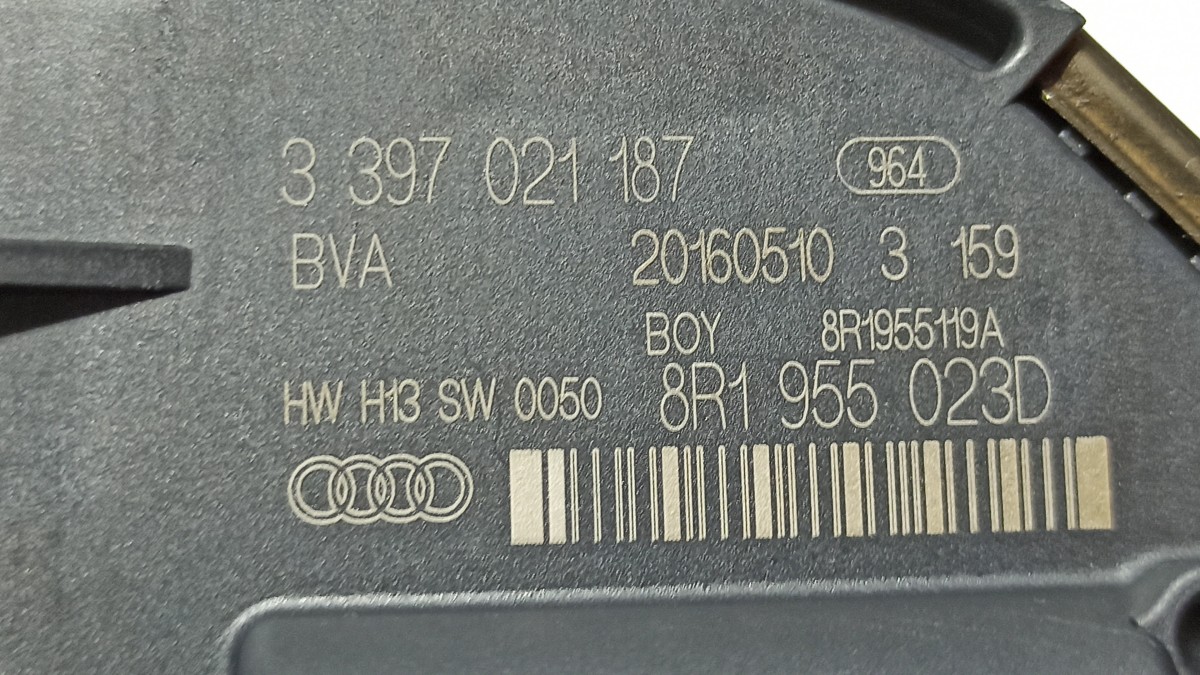 3 397 021 187 964
BVA 20160510 3 159
BOY 8R1955119A
HW H13 SW 0050 8R1 955 023D